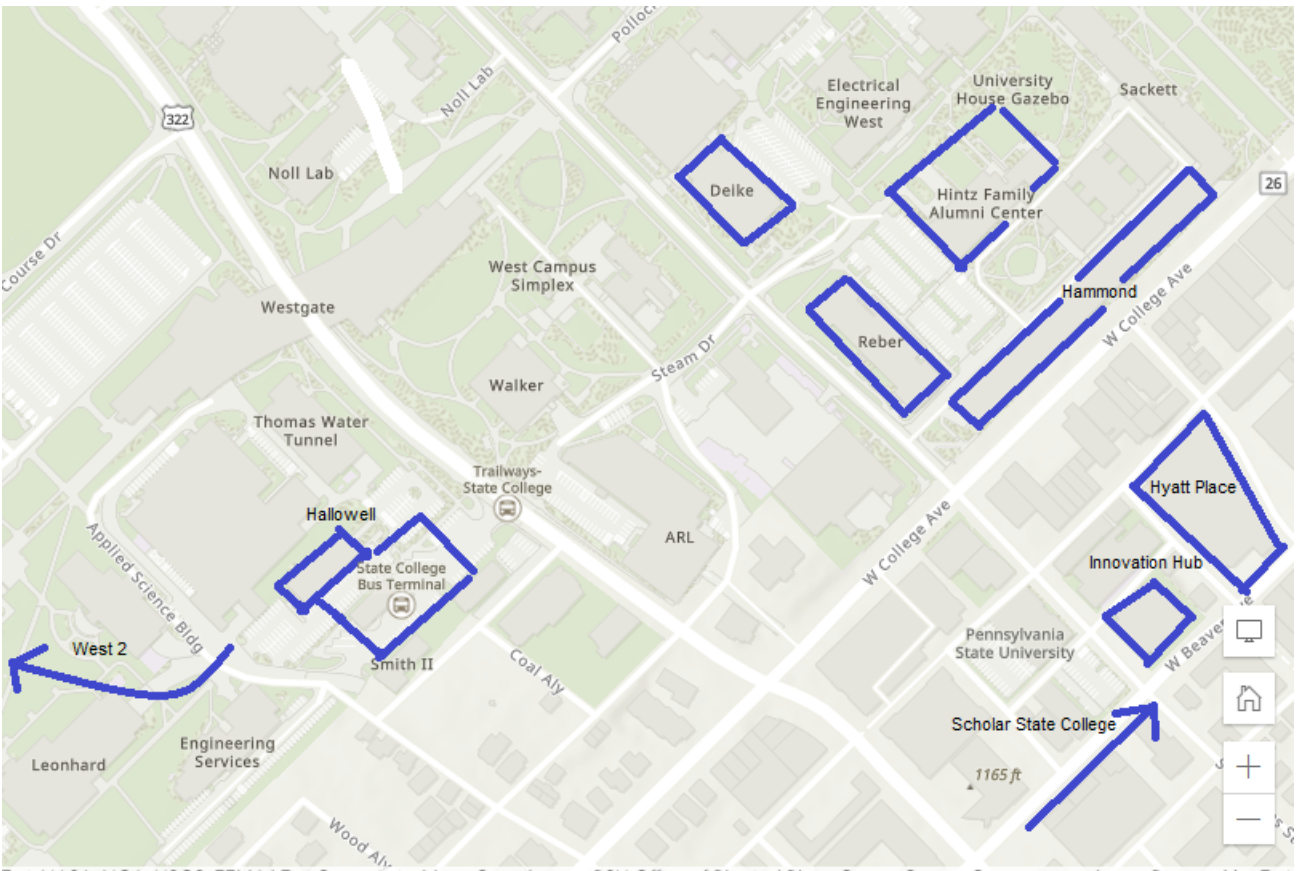 Pollock
Noll Lab
322
Noll Lab
Electrical
Engineering
West
University
House Gazebo
Sackett
26
Deike
Hintz Family
Alumni Center
Course Dr
West Campus
Simplex
Westgate
Hammond
W College Ave
Reber
Steam Dr
Walker
Thomas Water
Tunnel
Trailways-
State College
Hyatt Place
Hallowell
ARL
W College Ave
Applied Science Bldg
State College
Bus Terminal
Innovation Hub
W Beaver
West 2
Smith II
Coal Aly
Pennsylvania
State University
Scholar State College
Engineering
Services
Leonhard
1165 ft
Wood Aly